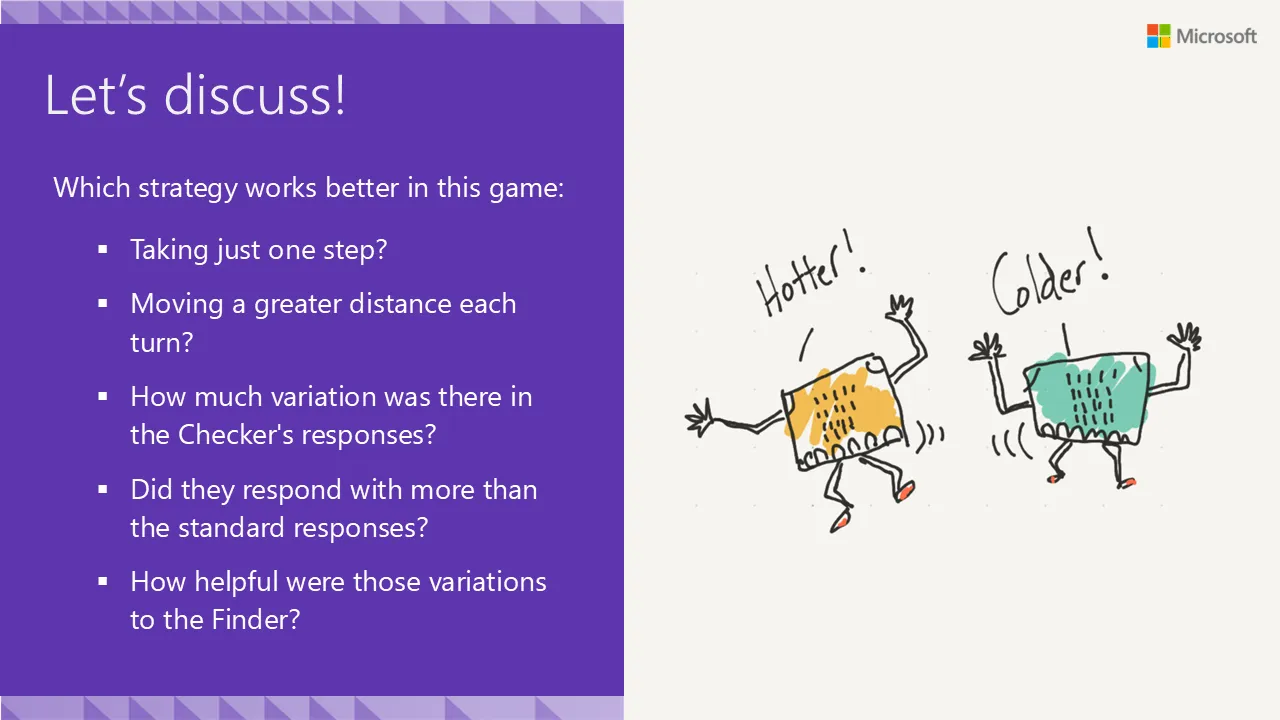 Microsoft
Let’s discuss!
Which strategy works better in this game:
▪ Taking just one step?
▪ Moving a greater distance each
turn?
▪ How much variation was there in
the Checker's responses?
▪ Did they respond with more than
the standard responses?
▪ How helpful were those variations
to the Finder?
Hotter!
Colder!